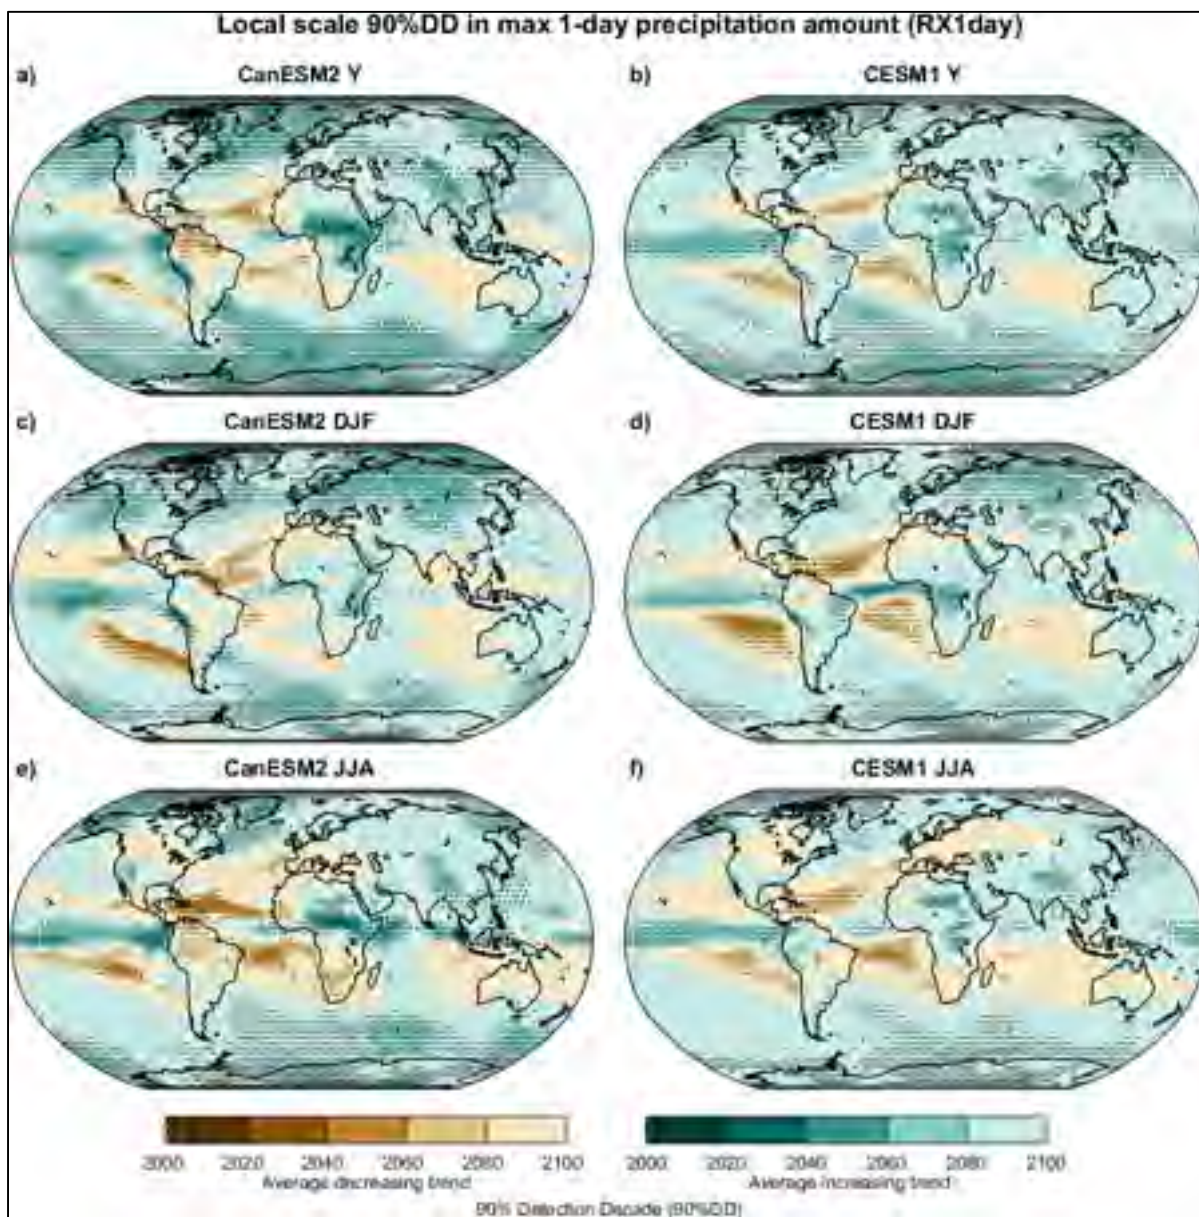 Local scale 90%DD in max 1-day precipitation amount (RX1day)
a) CanESM2 Y
b) CESM1 Y
c) CanESM2 DJF
d) CESM1 DJF
e) CanESM2 JJA
f) CESM1 JJA
2000 2020 2040 2060 2080 2100
Average decreasing trend
2000 2020 2040 2060 2080 2100
Average increasing trend
90% Detection Decade (90%DD)